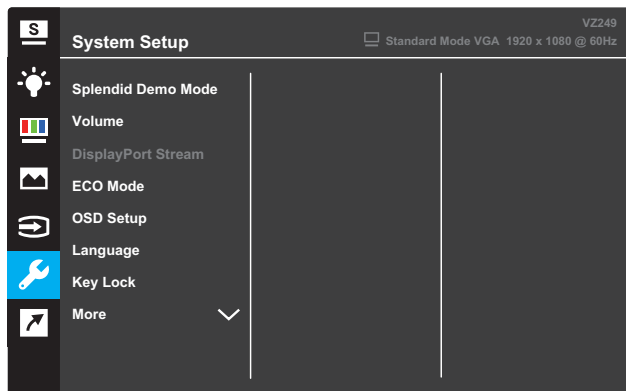 S
VZ249
System Setup
Standard Mode VGA 1920 x 1080 @ 60Hz
Splendid Demo Mode
Volume
DisplayPort Stream
ECO Mode
OSD Setup
Language
Key Lock
More